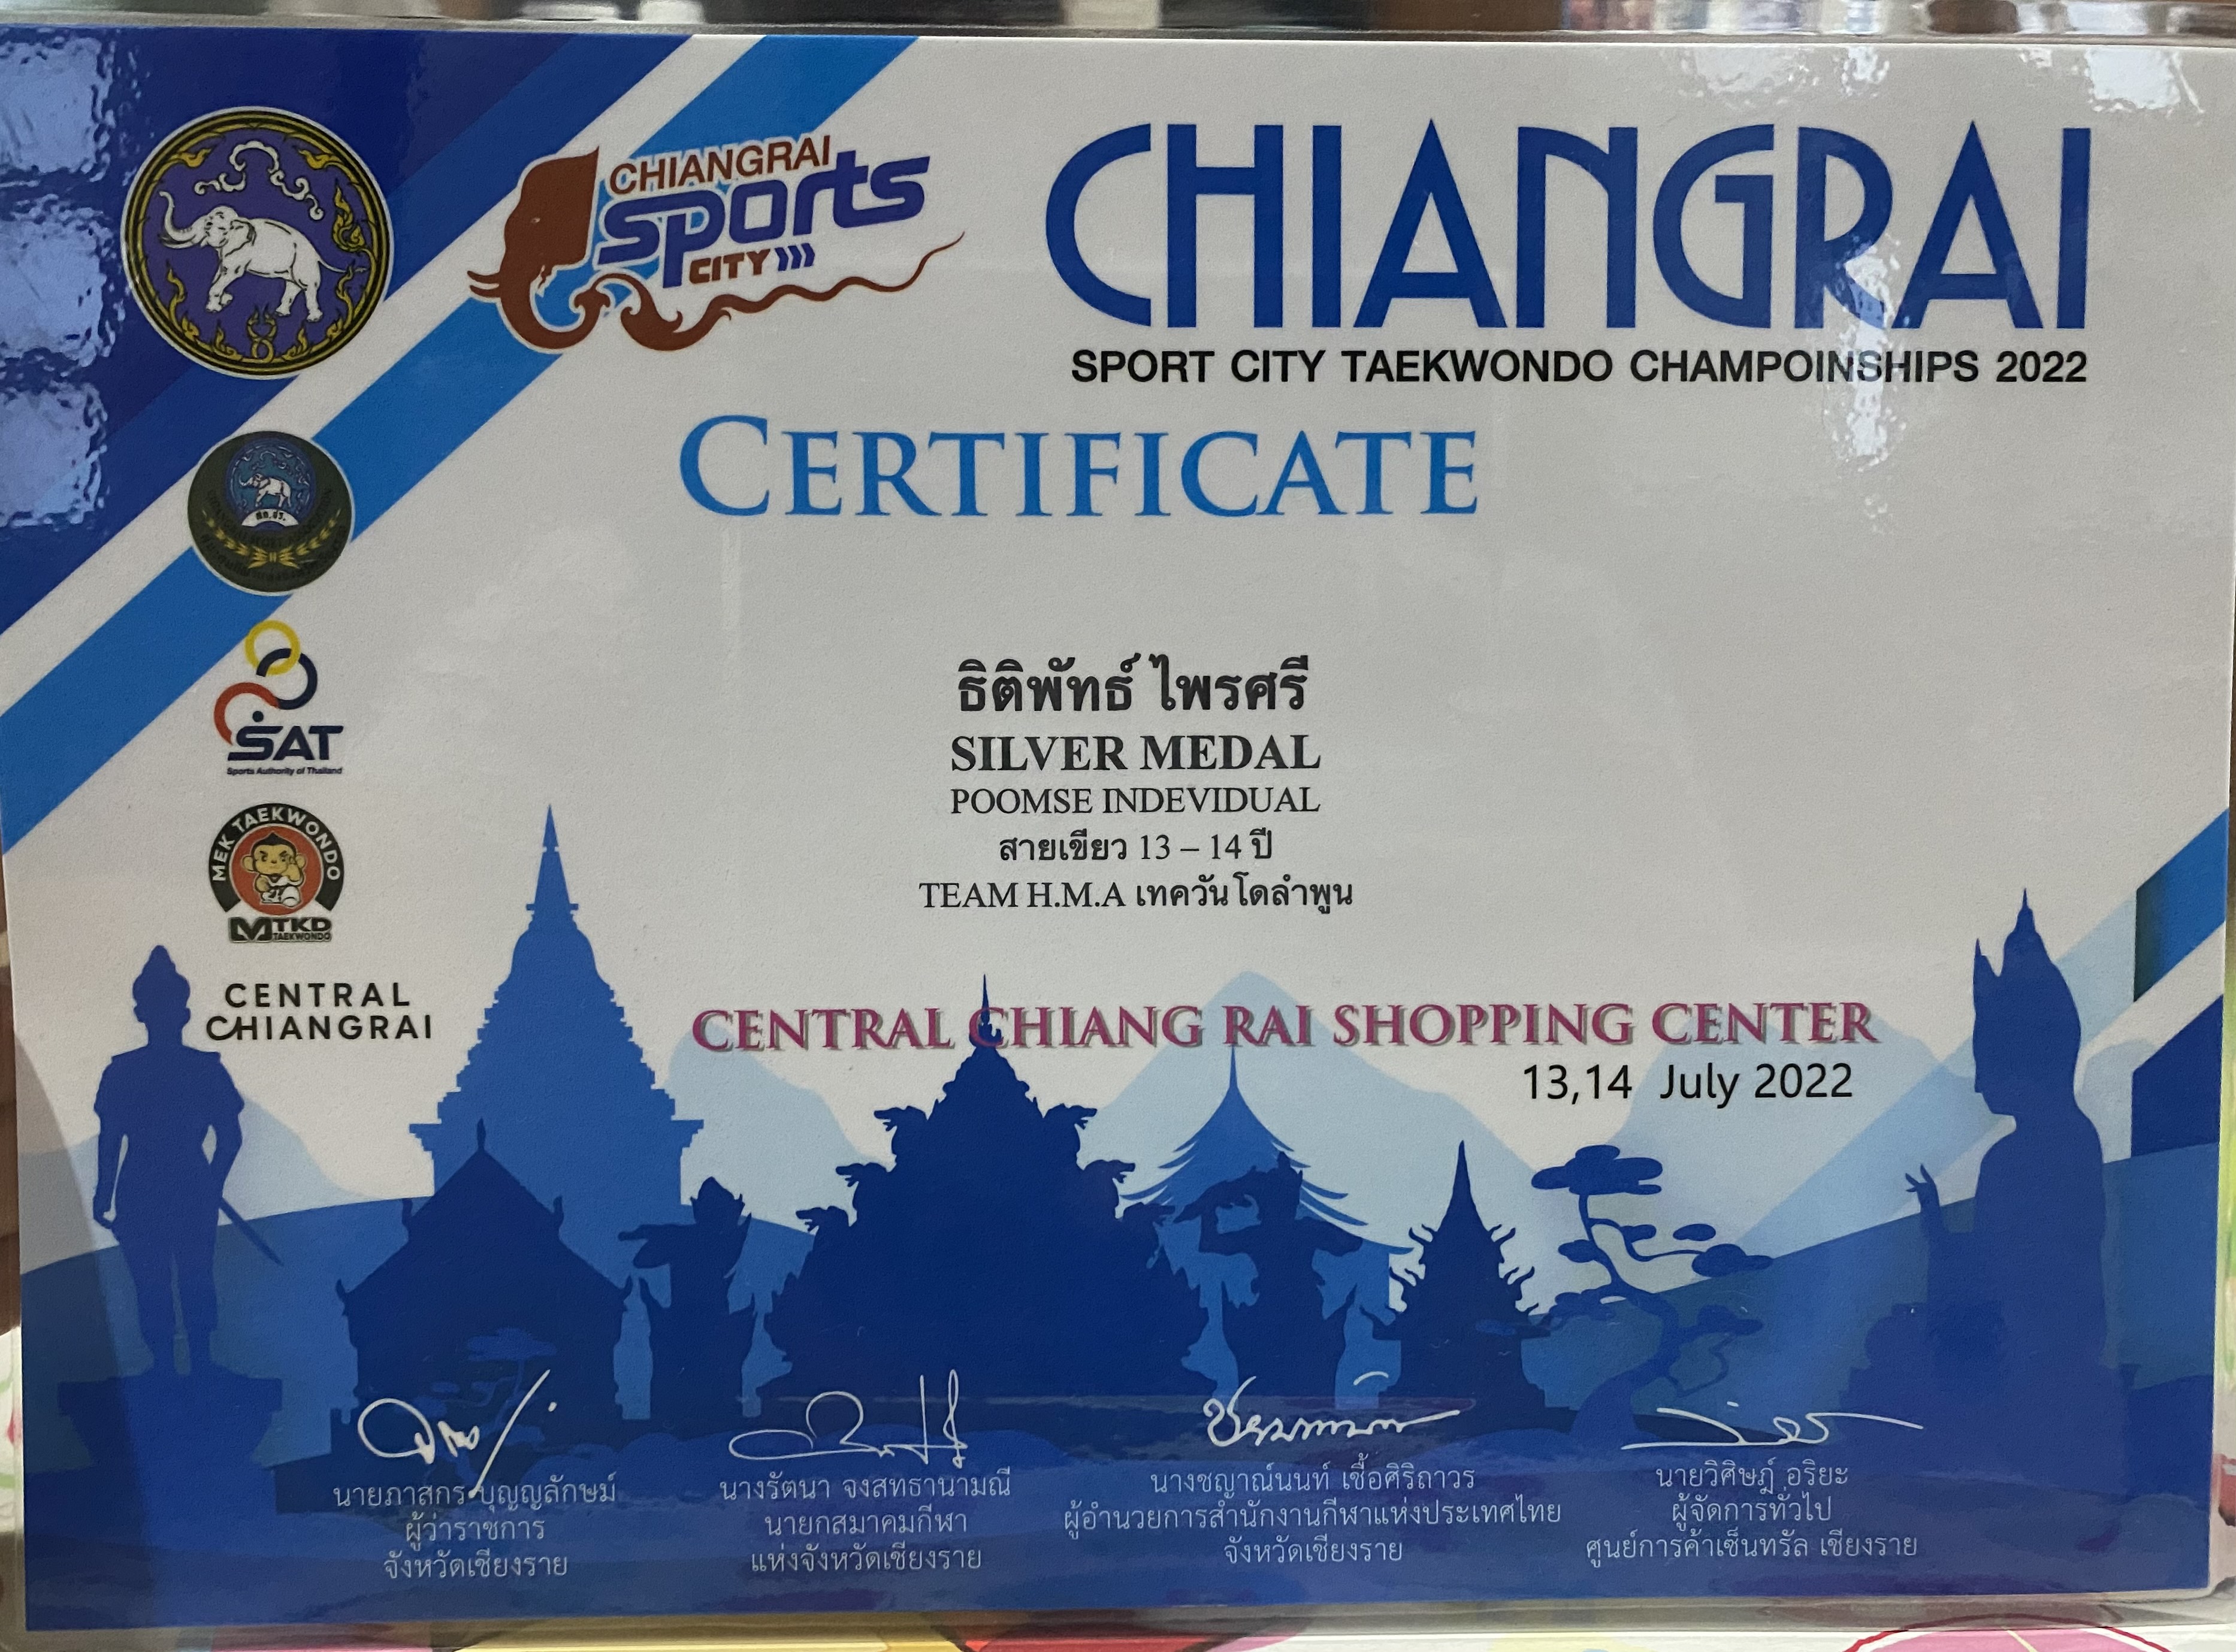 CHIANGRAI
sports
CITY
CHIANGRAI
SPORT CITY TAEKWONDO CHAMPOINSHIPS 2022
CERTIFICATE
สก.จร.
SAT
Sports Authority of Thailand
MEK TAEKWONDO
MTKD
TAEKWONDO
CENTRAL
CHIANGRAI
ธิติพัทธ์ ไพรศรี
SILVER MEDAL
POOMSE INDEVIDUAL
สายเขียว 13 – 14 ปี
TEAM H.M.A เทควันโดลำพูน
CENTRAL CHIANG RAI SHOPPING CENTER
13,14 July 2022
นายภาสกร บุญญลักษม์
ผู้ว่าราชการ
จังหวัดเชียงราย
นางรัตนา จงสุทธานามณี
นายกสมาคมกีฬา
แห่งจังหวัดเชียงราย
นางชญาณ์นนท์ เชื้อศิริถาวร
ผู้อำนวยการสำนักงานกีฬาแห่งประเทศไทย
จังหวัดเชียงราย
นายวิศิษฎ์ อริยะ
ผู้จัดการทั่วไป
ศูนย์การค้าเซ็นทรัล เชียงราย